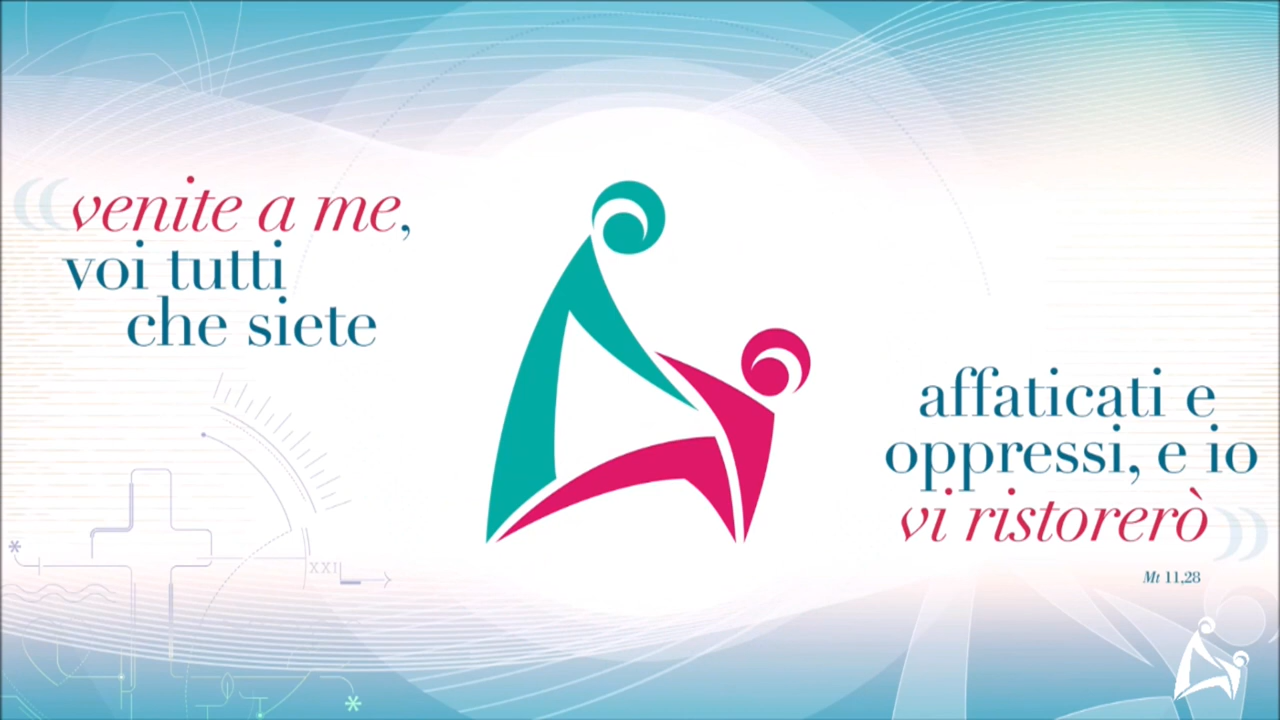 “venite a me,
voi tutti
che siete
affaticati e
oppressi, e io
vi ristorerò”
Mt 11,28
XXI